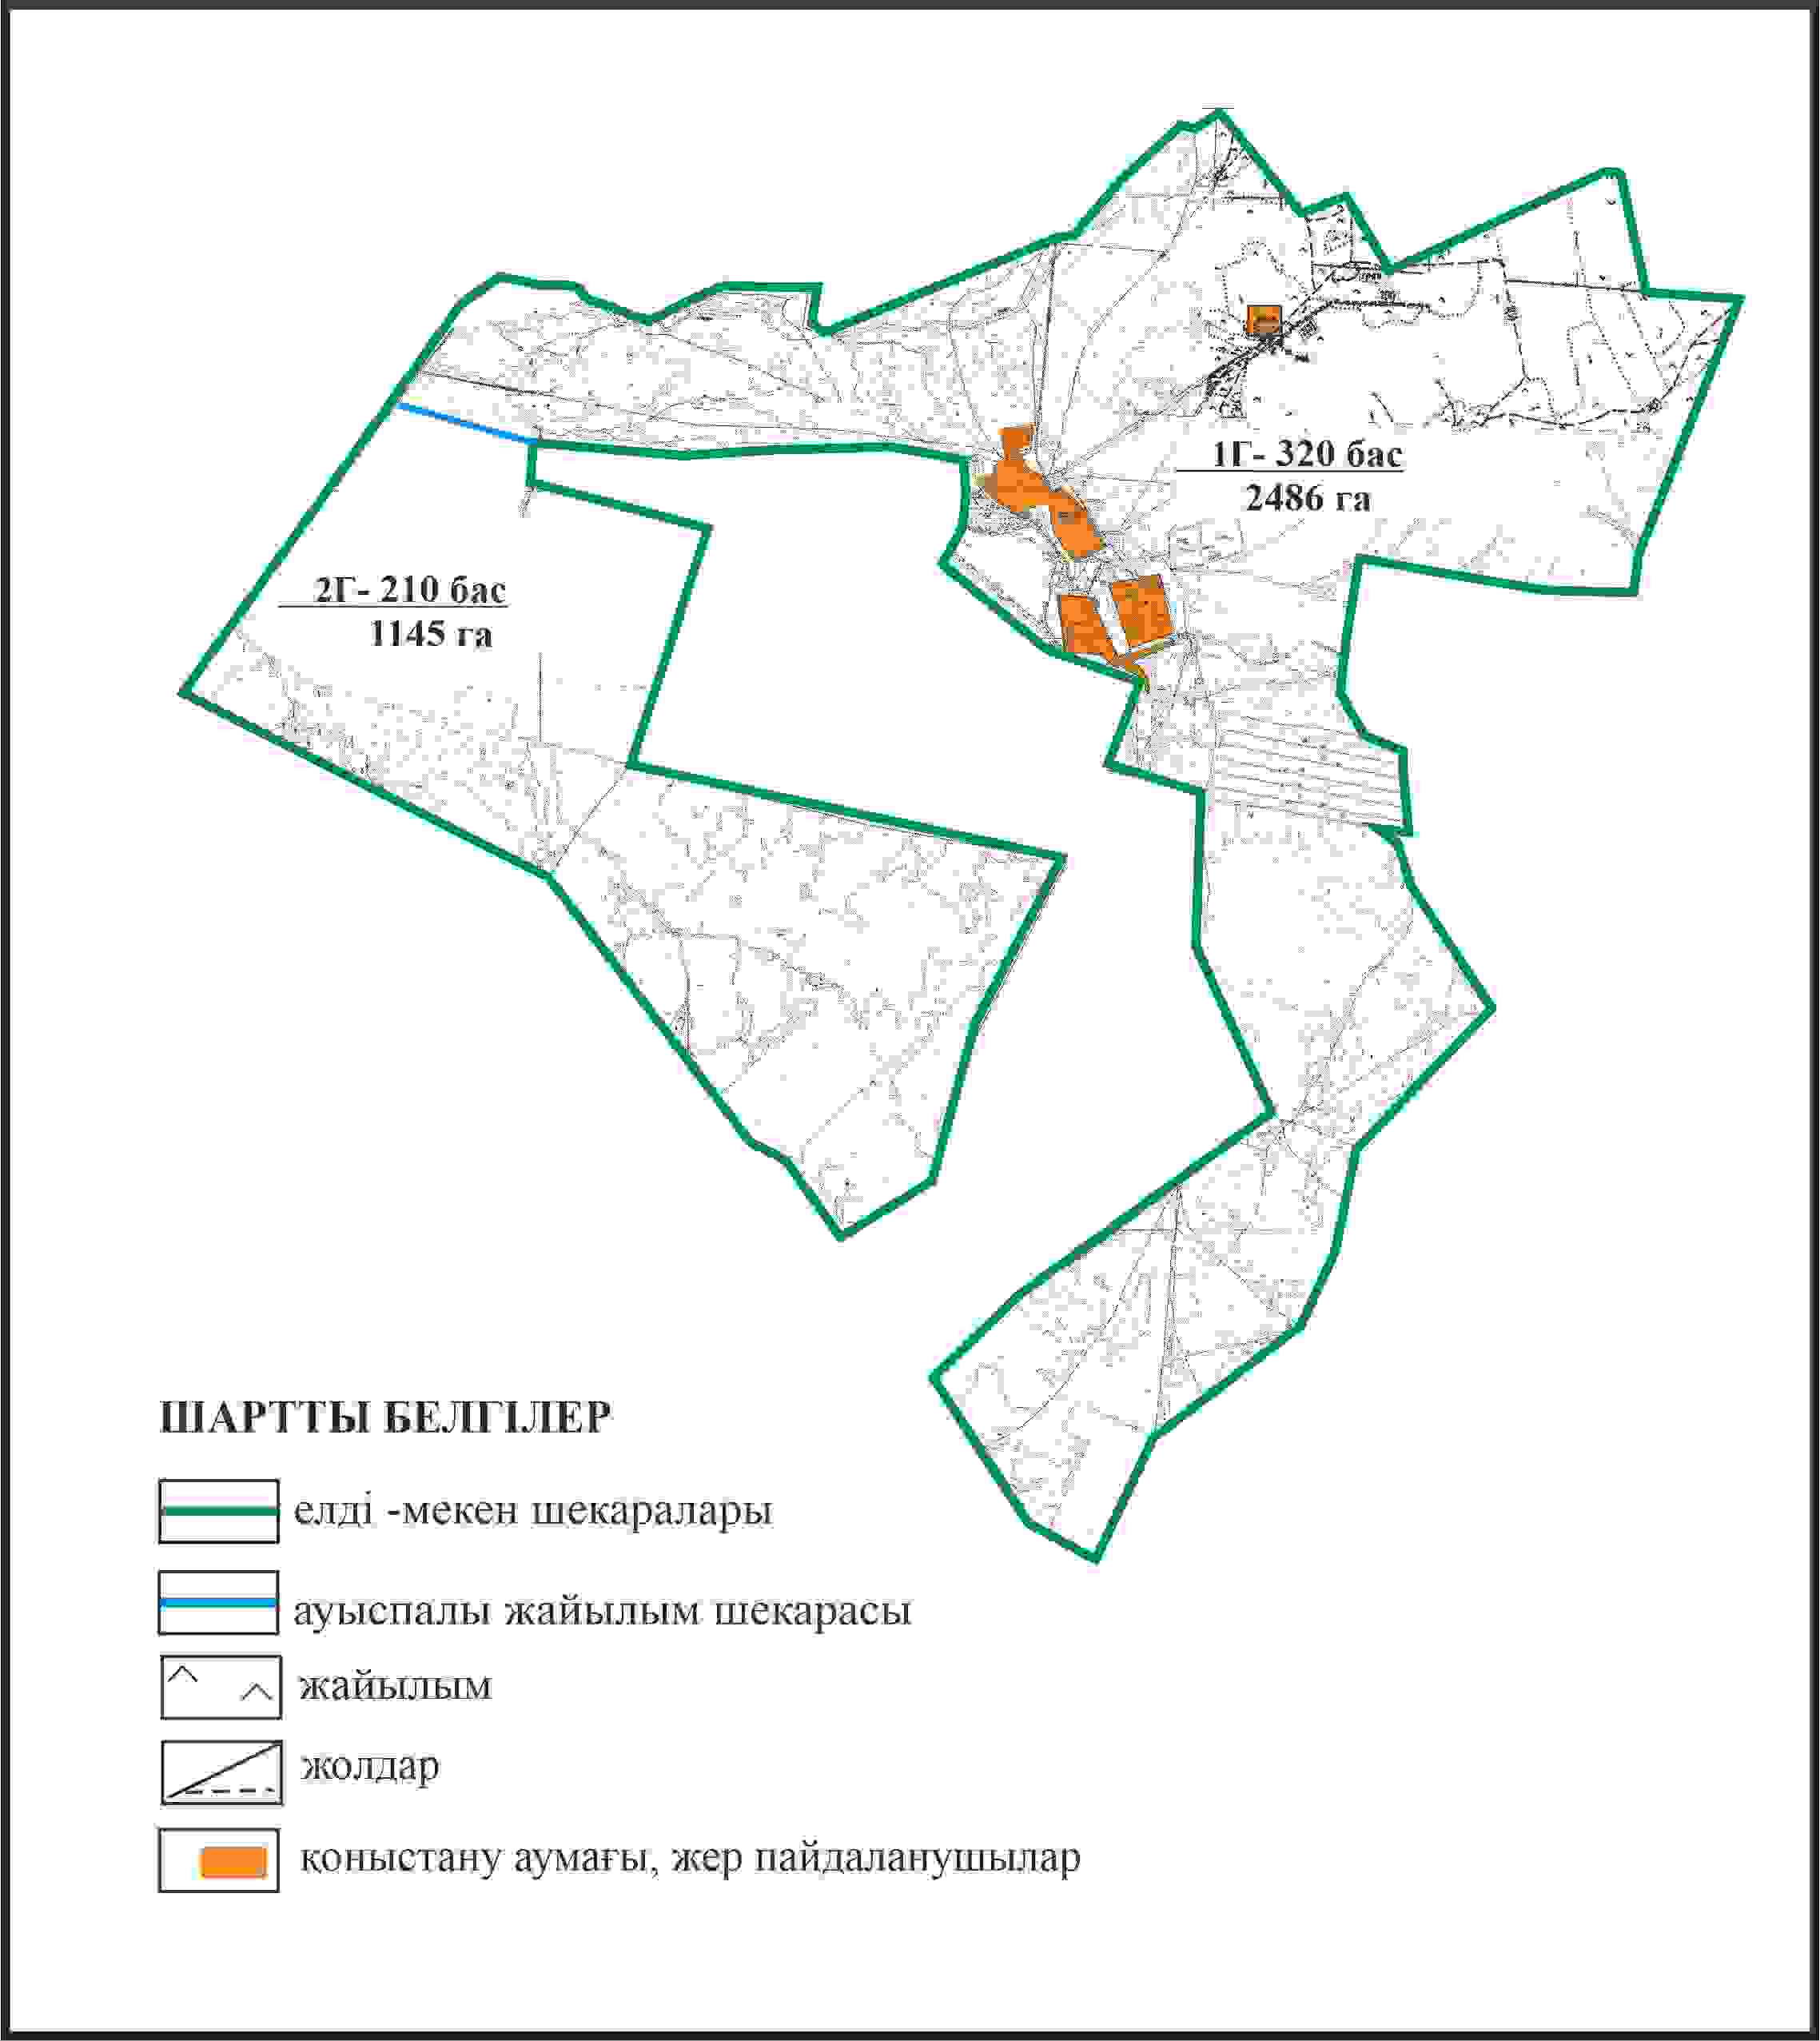 1Г- 320 бас
2486 га
2Г- 210 бас
1145 га
ШАРТТЫ БЕЛГІЛЕР
елді -мекен шекаралары
ауыспалы жайылым шекарасы
жайылым
жолдар
қоныстану аумағы, жер пайдаланушылар